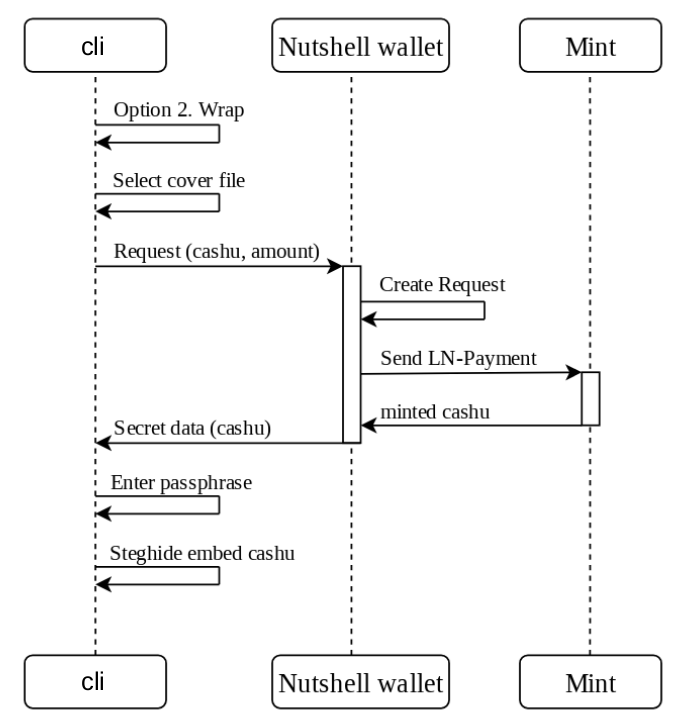 cli
Nutshell wallet
Mint
Option 2. Wrap
Select cover file
Request (cashu, amount)
Create Request
Send LN-Payment
minted cashu
Secret data (cashu)
Enter passphrase
Steghide embed cashu
cli
Nutshell wallet
Mint